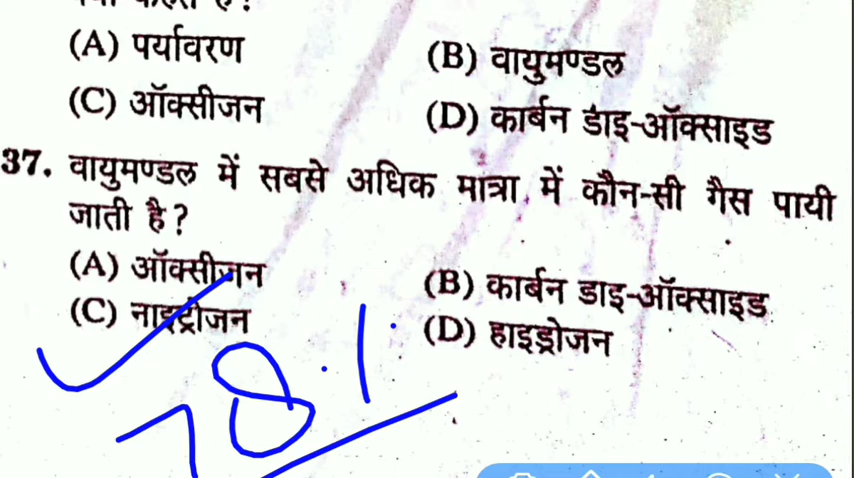 (A) पर्यावरण (B) वायुमण्डल
(C) ऑक्सीजन (D) कार्बन डाइ-ऑक्साइड
37. वायुमण्डल में सबसे अधिक मात्रा में कौन-सी गैस पायी
जाती है?
(A) ऑक्सीजन (B) कार्बन डाइ-ऑक्साइड
(C) नाइट्रोजन (D) हाइड्रोजन
78.1